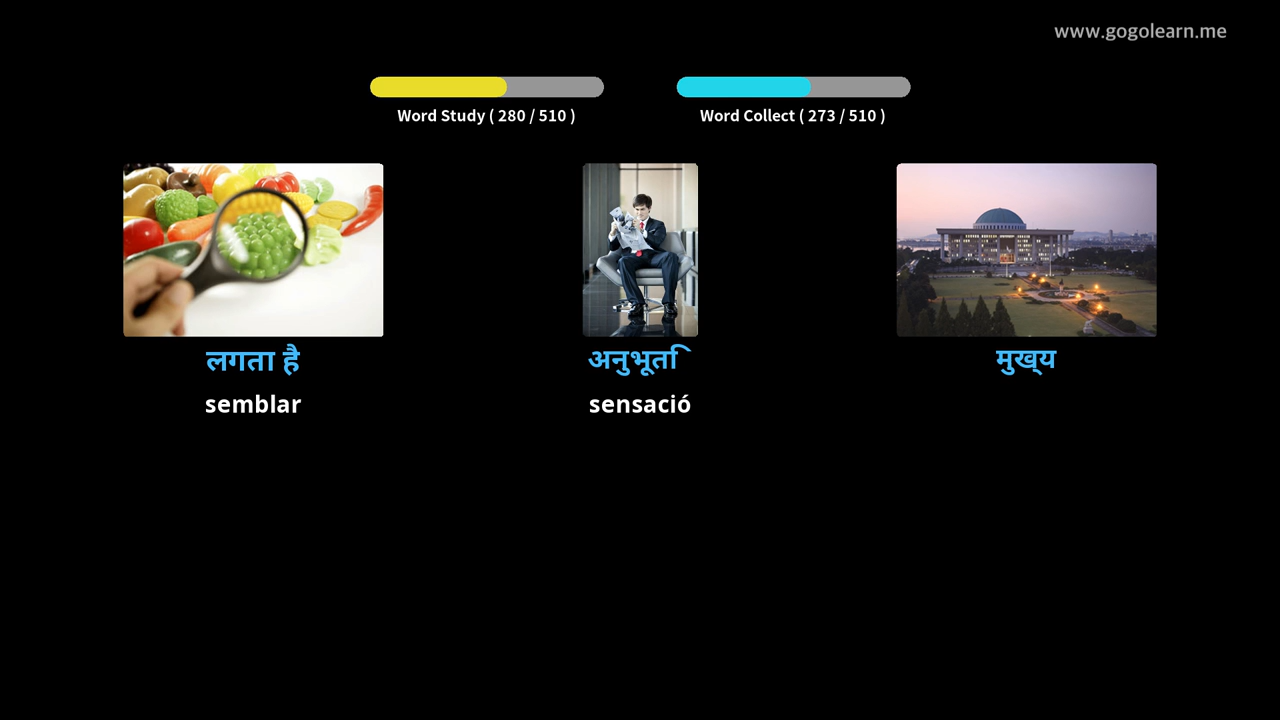 www.gogolearn.me
Word Study ( 280 / 510 )
Word Collect ( 273 / 510 )
लगता है
अनुभूति
मुख्य
semblar
sensació